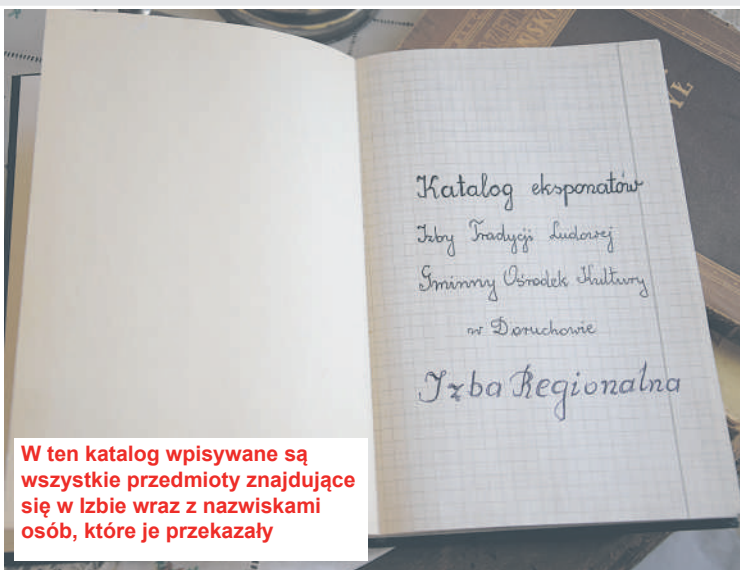 Katalog eksponatów
Izby Tradycji Ludowej
Gminny Ośrodek Kultury
w Doruchowie
Izba Regionalna
W ten katalog wpisywane są
wszystkie przedmioty znajdujące
się w Izbie wraz z nazwiskami
osób, które je przekazały